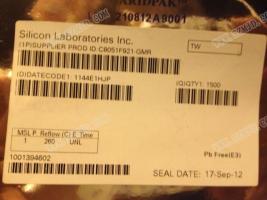 ARIDPAK™
210812A9001
Silicon Laboratories Inc.
(1P)SUPPLIER PROD ID:C8051F921-GMR
TW
(D)DATECODE1: 1144E1HJP
(Q)QTY1: 1500
MSL P. Reflow (C) E. Time
1 260 UNL
Pb Free(E3)
1001394602
SEAL DATE: 17-Sep-12